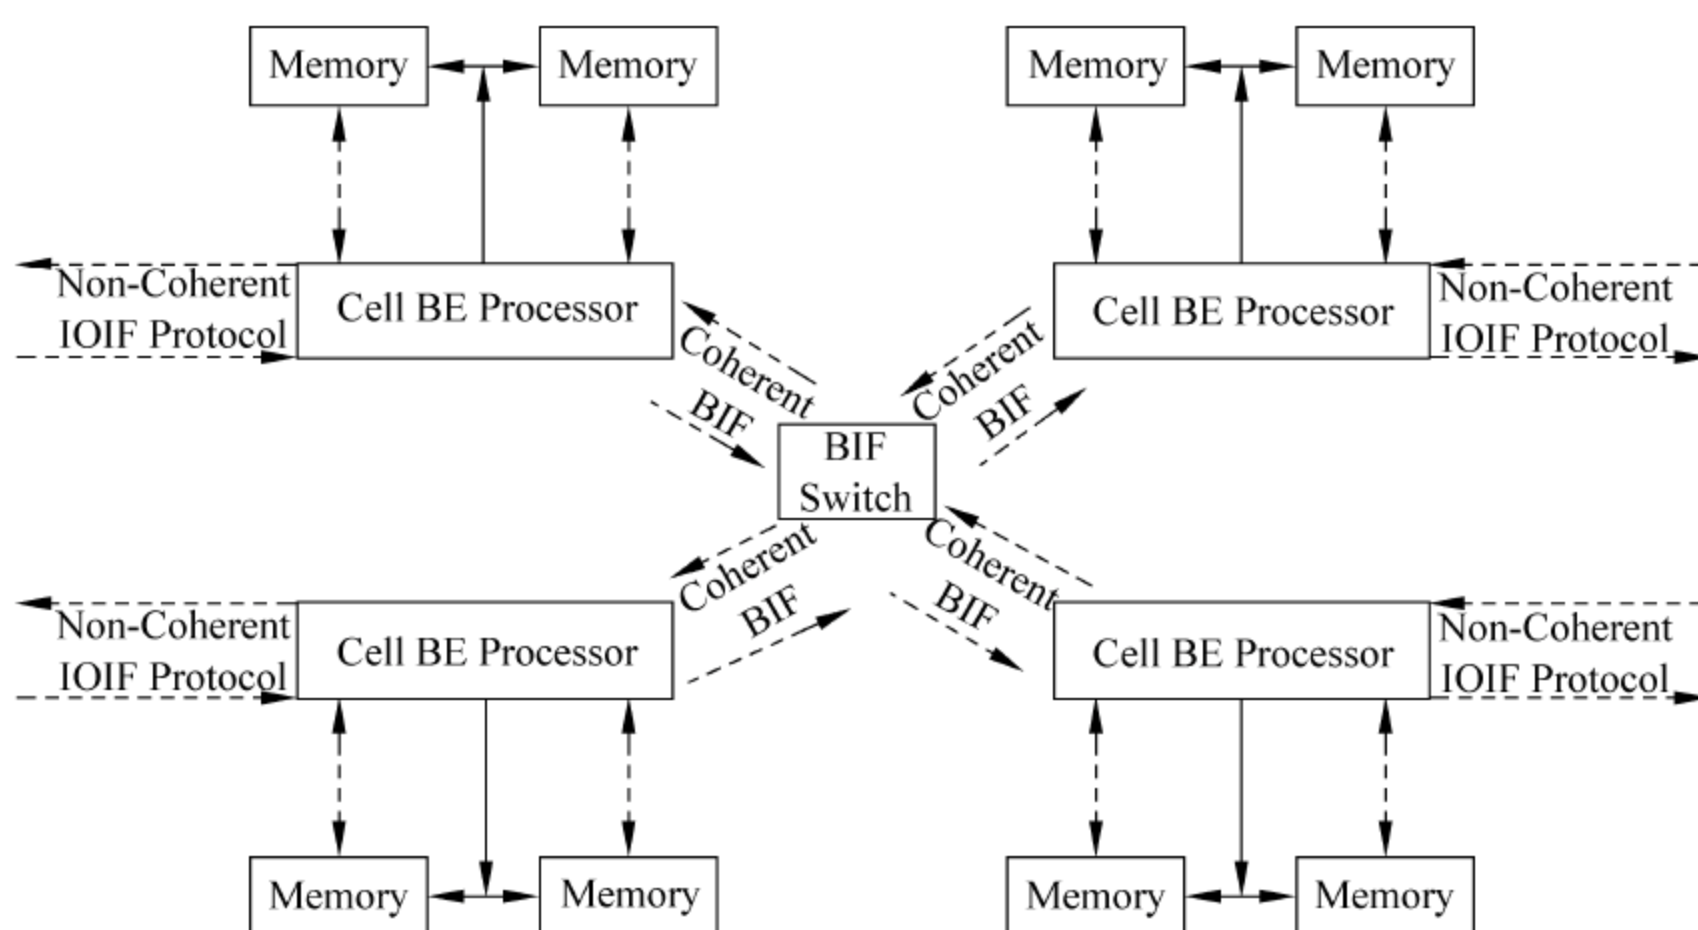 Memory
Memory
Memory
Memory
Non-Coherent
IOIF Protocol
Cell BE Processor
Cell BE Processor
Non-Coherent
IOIF Protocol
Coherent
BIF
Coherent
BIF
BIF
Switch
Coherent
BIF
Coherent
BIF
Non-Coherent
IOIF Protocol
Cell BE Processor
Cell BE Processor
Non-Coherent
IOIF Protocol
Memory
Memory
Memory
Memory